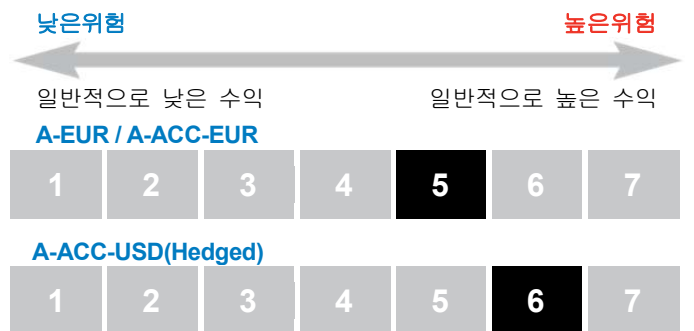 낮은위험 높은위험
일반적으로 낮은 수익 일반적으로 높은 수익
A-EUR / A-ACC-EUR
1 2 3 4 5 6 7
A-ACC-USD(Hedged)
1 2 3 4 5 6 7